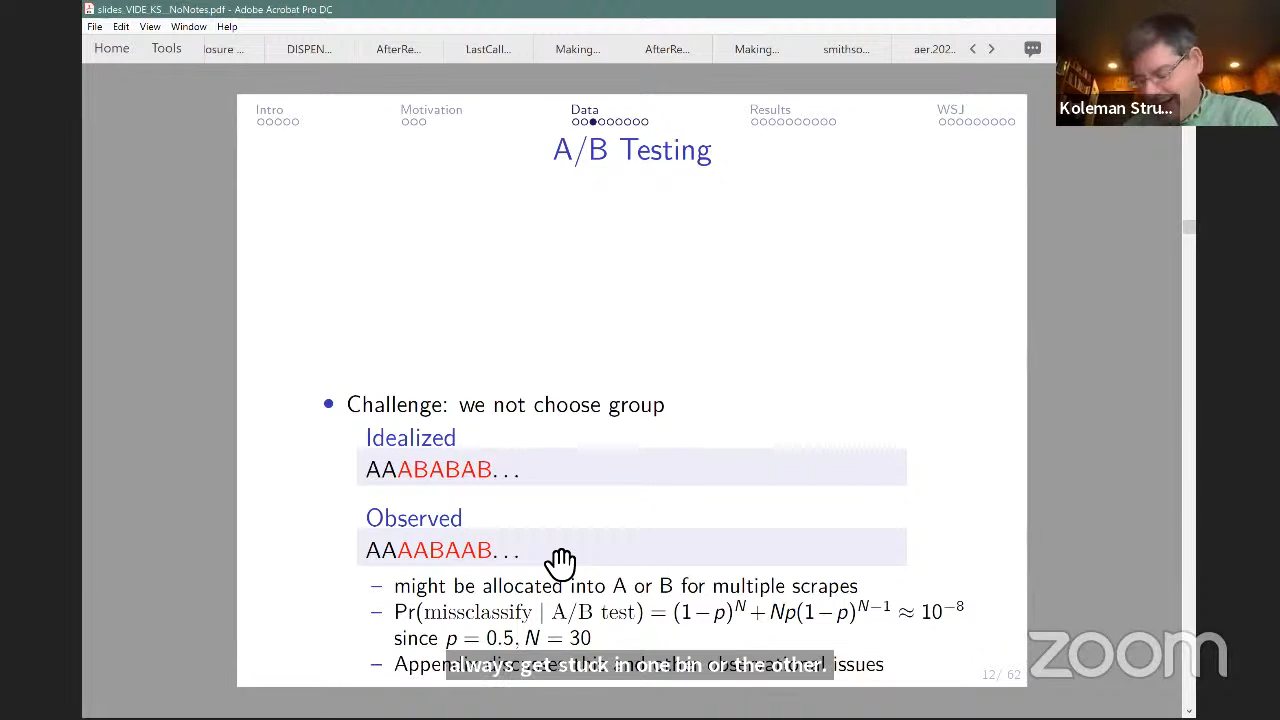 slides_VIDE_KS_NoNotes.pdf - Adobe Acrobat Pro DC
File Edit View Window Help
Home Tools losure ... DISPEN... AfterRe... LastCall... Making... AfterRe... Making... smithso... aer.202...
Koleman Stru...
Intro Motivation Data Results WSJ
A/B Testing
• Challenge: we not choose group
Idealized
AAABABAB...
Observed
AAAABAAB...
– might be allocated into A or B for multiple scrapes
– Pr(missclassify | A/B test) = (1−p)^N + Np(1−p)^{N−1} ≈ 10^{−8}
since p = 0.5, N = 30
– issues
always get stuck in one bin or the other.
12/ 62
zoom